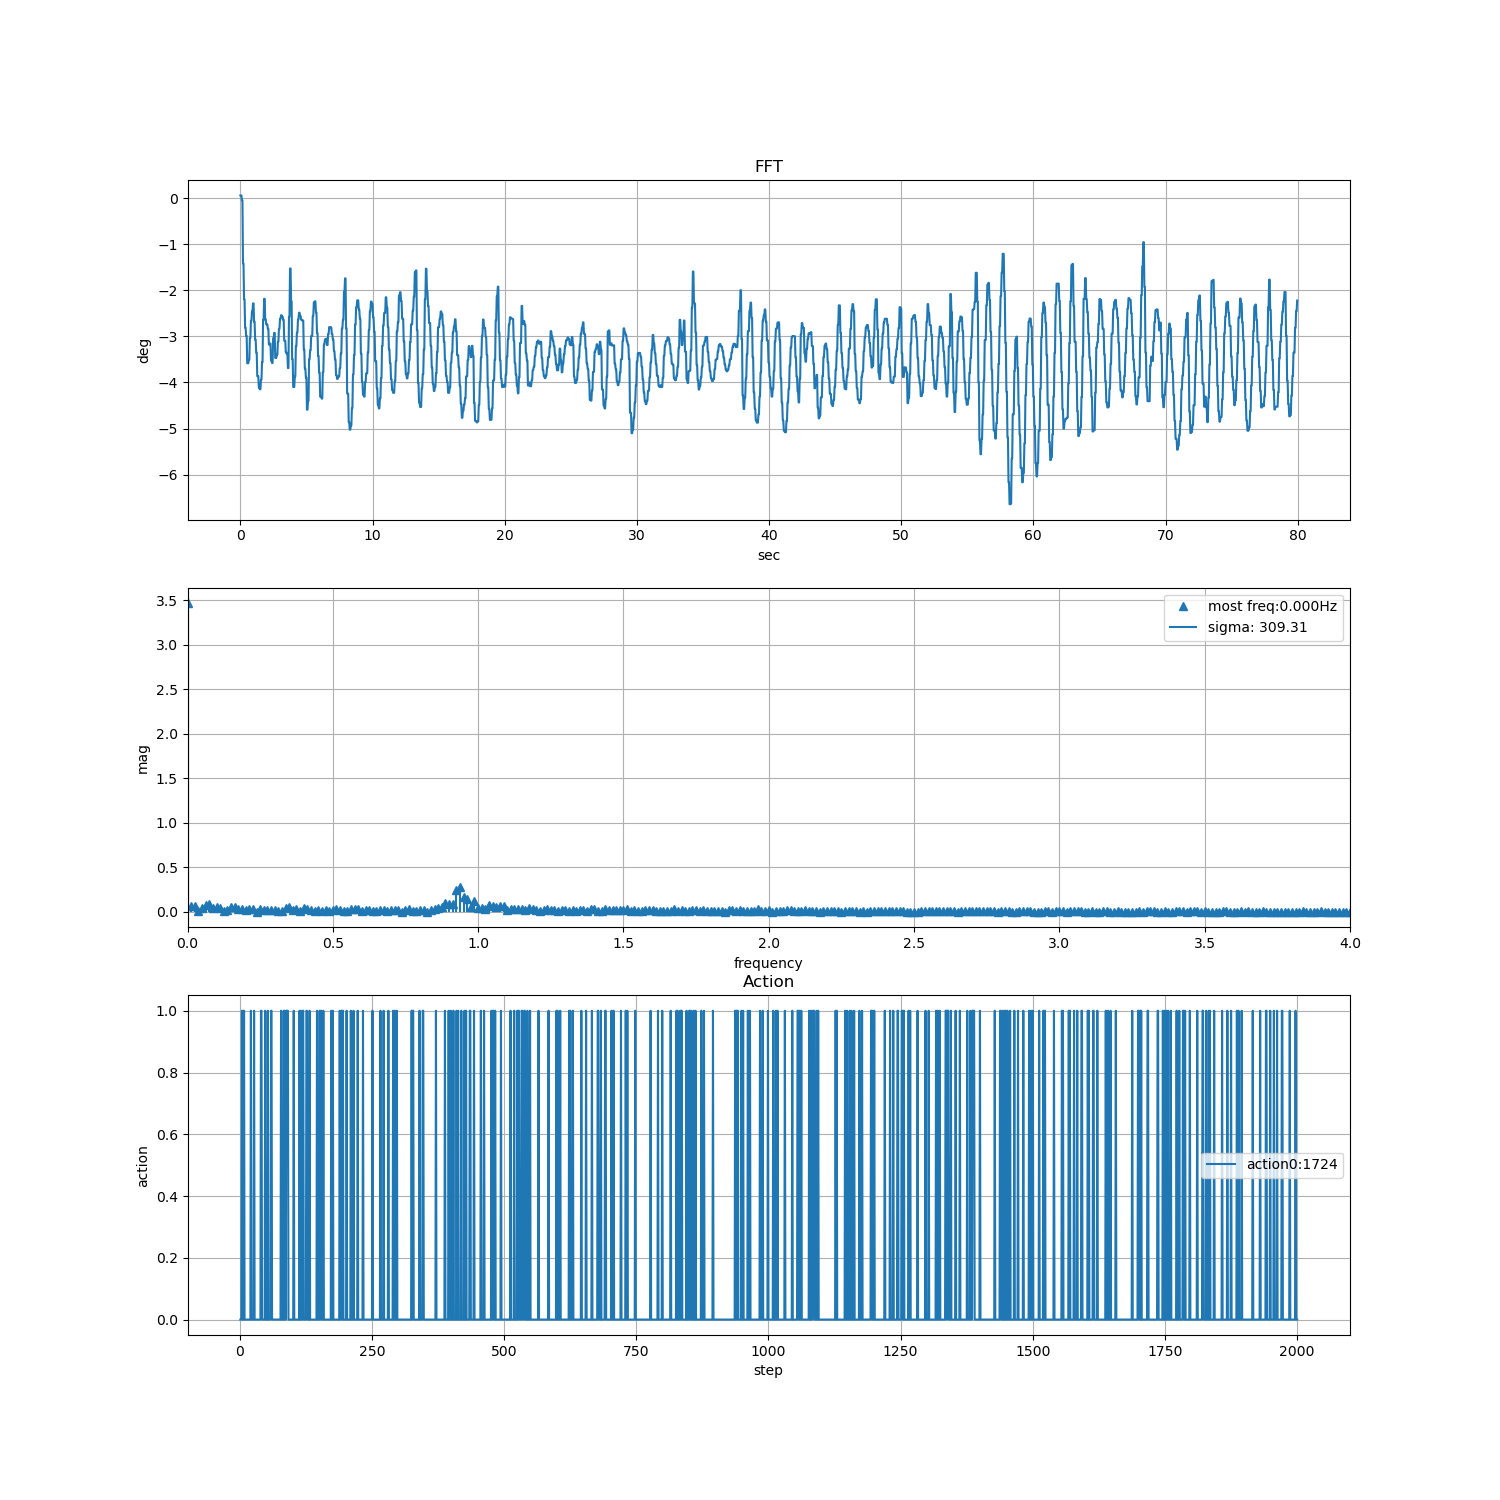 FFT
0
−1
−2
−3
−4
−5
−6
deg
0 10 20 30 40 50 60 70 80
sec
3.5
3.0
2.5
2.0
1.5
1.0
0.5
0.0
mag
most freq:0.000Hz
sigma: 309.31
0.0 0.5 1.0 1.5 2.0 2.5 3.0 3.5 4.0
frequency
Action
1.0
0.8
0.6
0.4
0.2
0.0
action
action0:1724
0 250 500 750 1000 1250 1500 1750 2000
step